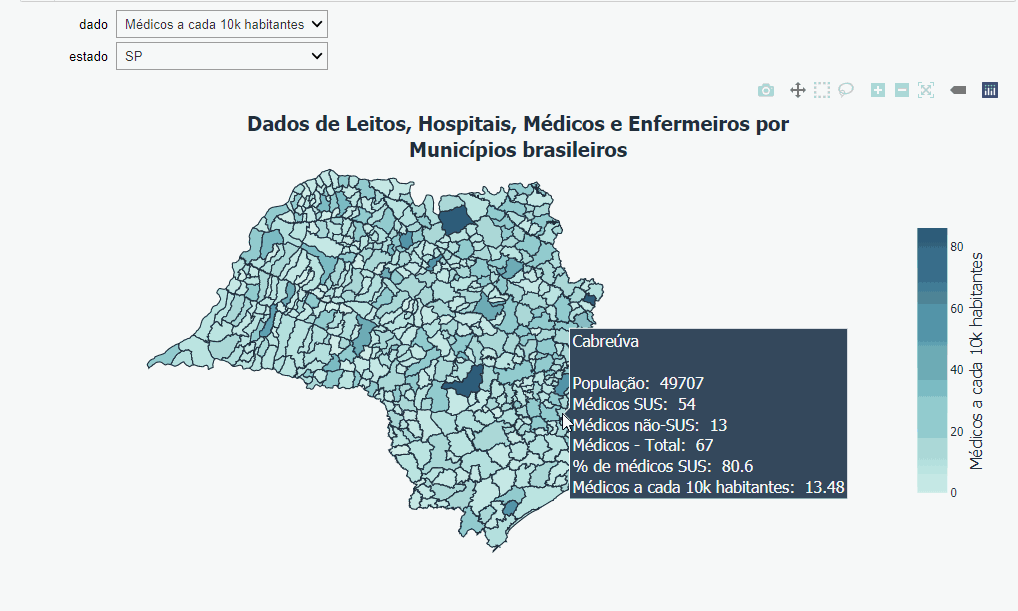 dado Médicos a cada 10k habitantes
estado SP
Dados de Leitos, Hospitais, Médicos e Enfermeiros por
Municípios brasileiros
Cabreúva
População: 49707
Médicos SUS: 54
Médicos não-SUS: 13
Médicos - Total: 67
% de médicos SUS: 80.6
Médicos a cada 10k habitantes: 13.48
80
60
40
20
0
Médicos a cada 10k habitantes